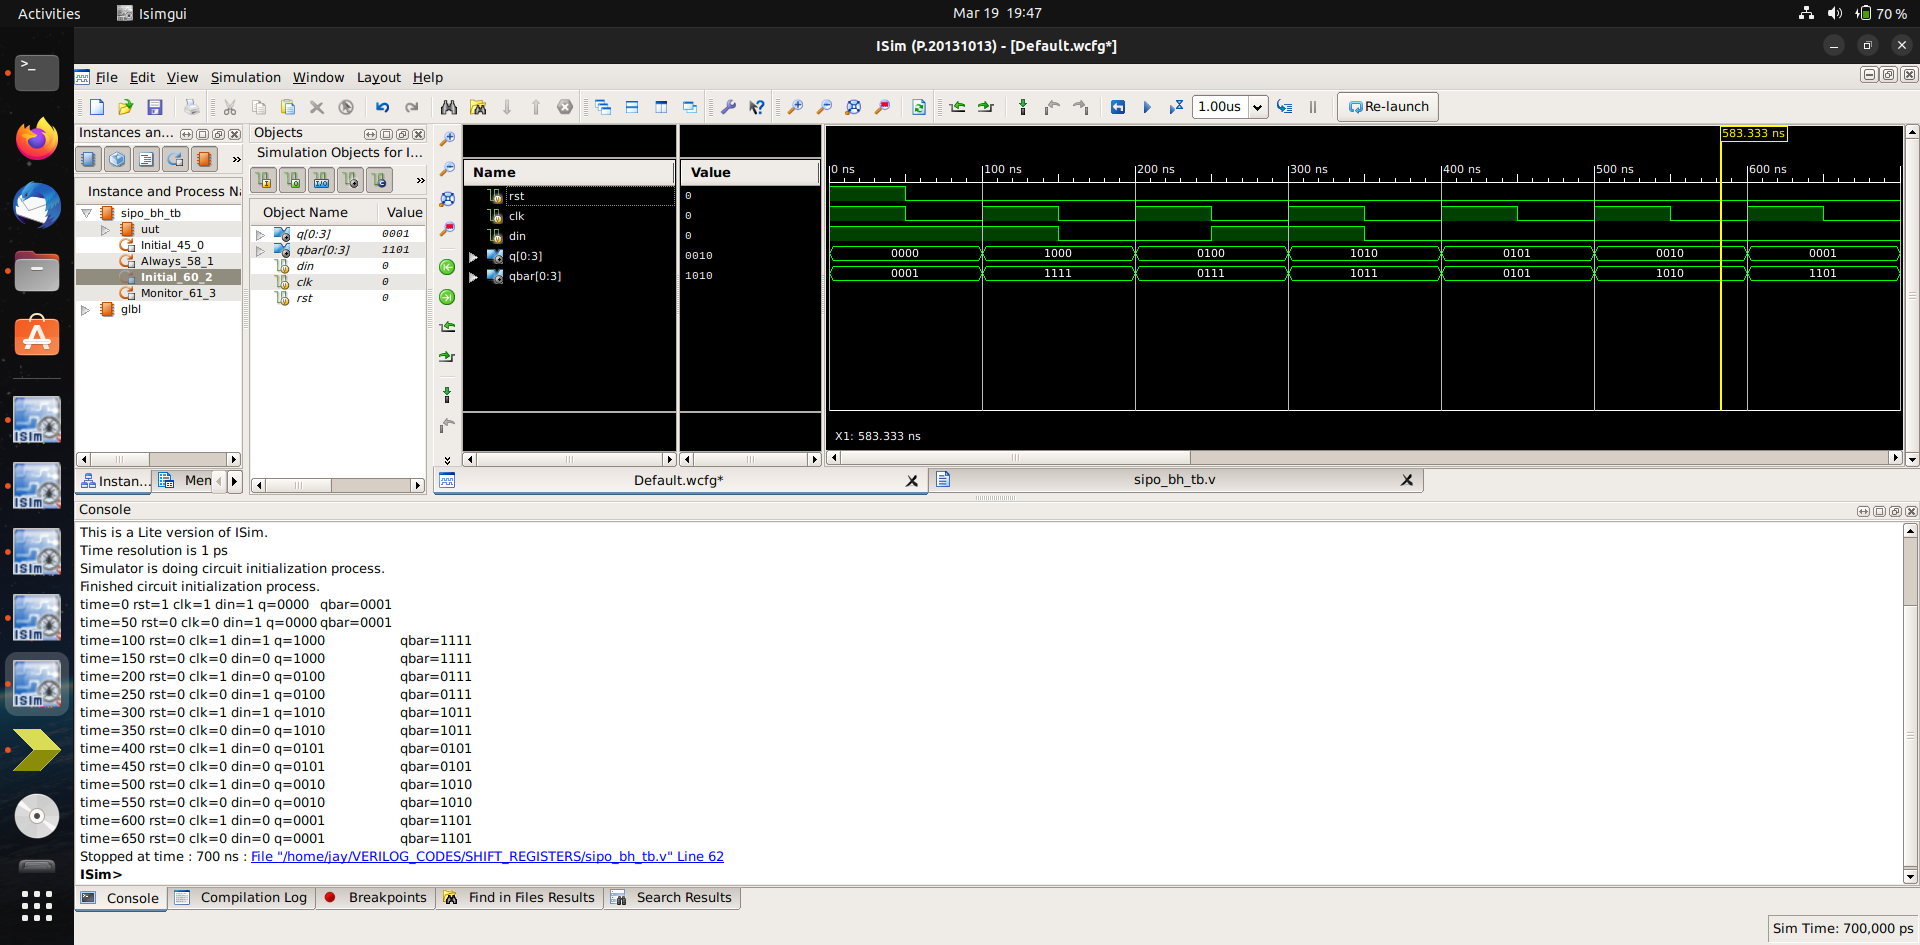 Activities
Isimgui
Mar 19 19:47
70 %
ISim (P.20131013) - [Default.wcfg*]
File Edit View Simulation Window Layout Help
1.00us
Re-launch
Instances an...
Objects
Simulation Objects for I...
Instance and Process Na
sipo_bh_tb
uut
Initial_45_0
Always_58_1
Initial_60_2
Monitor_61_3
glbl
Object Name Value
q[0:3] 0001
qbar[0:3] 1101
din 0
clk 0
rst 0
Name Value
rst 0
clk 0
din 0
q[0:3] 0010
qbar[0:3] 1010
583.333 ns
0 ns 100 ns 200 ns 300 ns 400 ns 500 ns 600 ns
0000 1000 0100 1010 0101 0010 0001
0001 1111 0111 1011 0101 1010 1101
X1: 583.333 ns
Instan... Men
Default.wcfg*
sipo_bh_tb.v
Console
This is a Lite version of ISim.
Time resolution is 1 ps
Simulator is doing circuit initialization process.
Finished circuit initialization process.
time=0 rst=1 clk=1 din=1 q=0000 qbar=0001
time=50 rst=0 clk=0 din=1 q=0000 qbar=0001
time=100 rst=0 clk=1 din=1 q=1000 qbar=1111
time=150 rst=0 clk=0 din=0 q=1000 qbar=1111
time=200 rst=0 clk=1 din=0 q=0100 qbar=0111
time=250 rst=0 clk=0 din=1 q=0100 qbar=0111
time=300 rst=0 clk=1 din=1 q=1010 qbar=1011
time=350 rst=0 clk=0 din=0 q=1010 qbar=1011
time=400 rst=0 clk=1 din=0 q=0101 qbar=0101
time=450 rst=0 clk=0 din=0 q=0101 qbar=0101
time=500 rst=0 clk=1 din=0 q=0010 qbar=1010
time=550 rst=0 clk=0 din=0 q=0010 qbar=1010
time=600 rst=0 clk=1 din=0 q=0001 qbar=1101
time=650 rst=0 clk=0 din=0 q=0001 qbar=1101
Stopped at time : 700 ns : File "/home/jay/VERILOG_CODES/SHIFT_REGISTERS/sipo_bh_tb.v" Line 62
ISim>
Console Compilation Log Breakpoints Find in Files Results Search Results
Sim Time: 700,000 ps
ISim
ISim
ISim
ISim
ISim